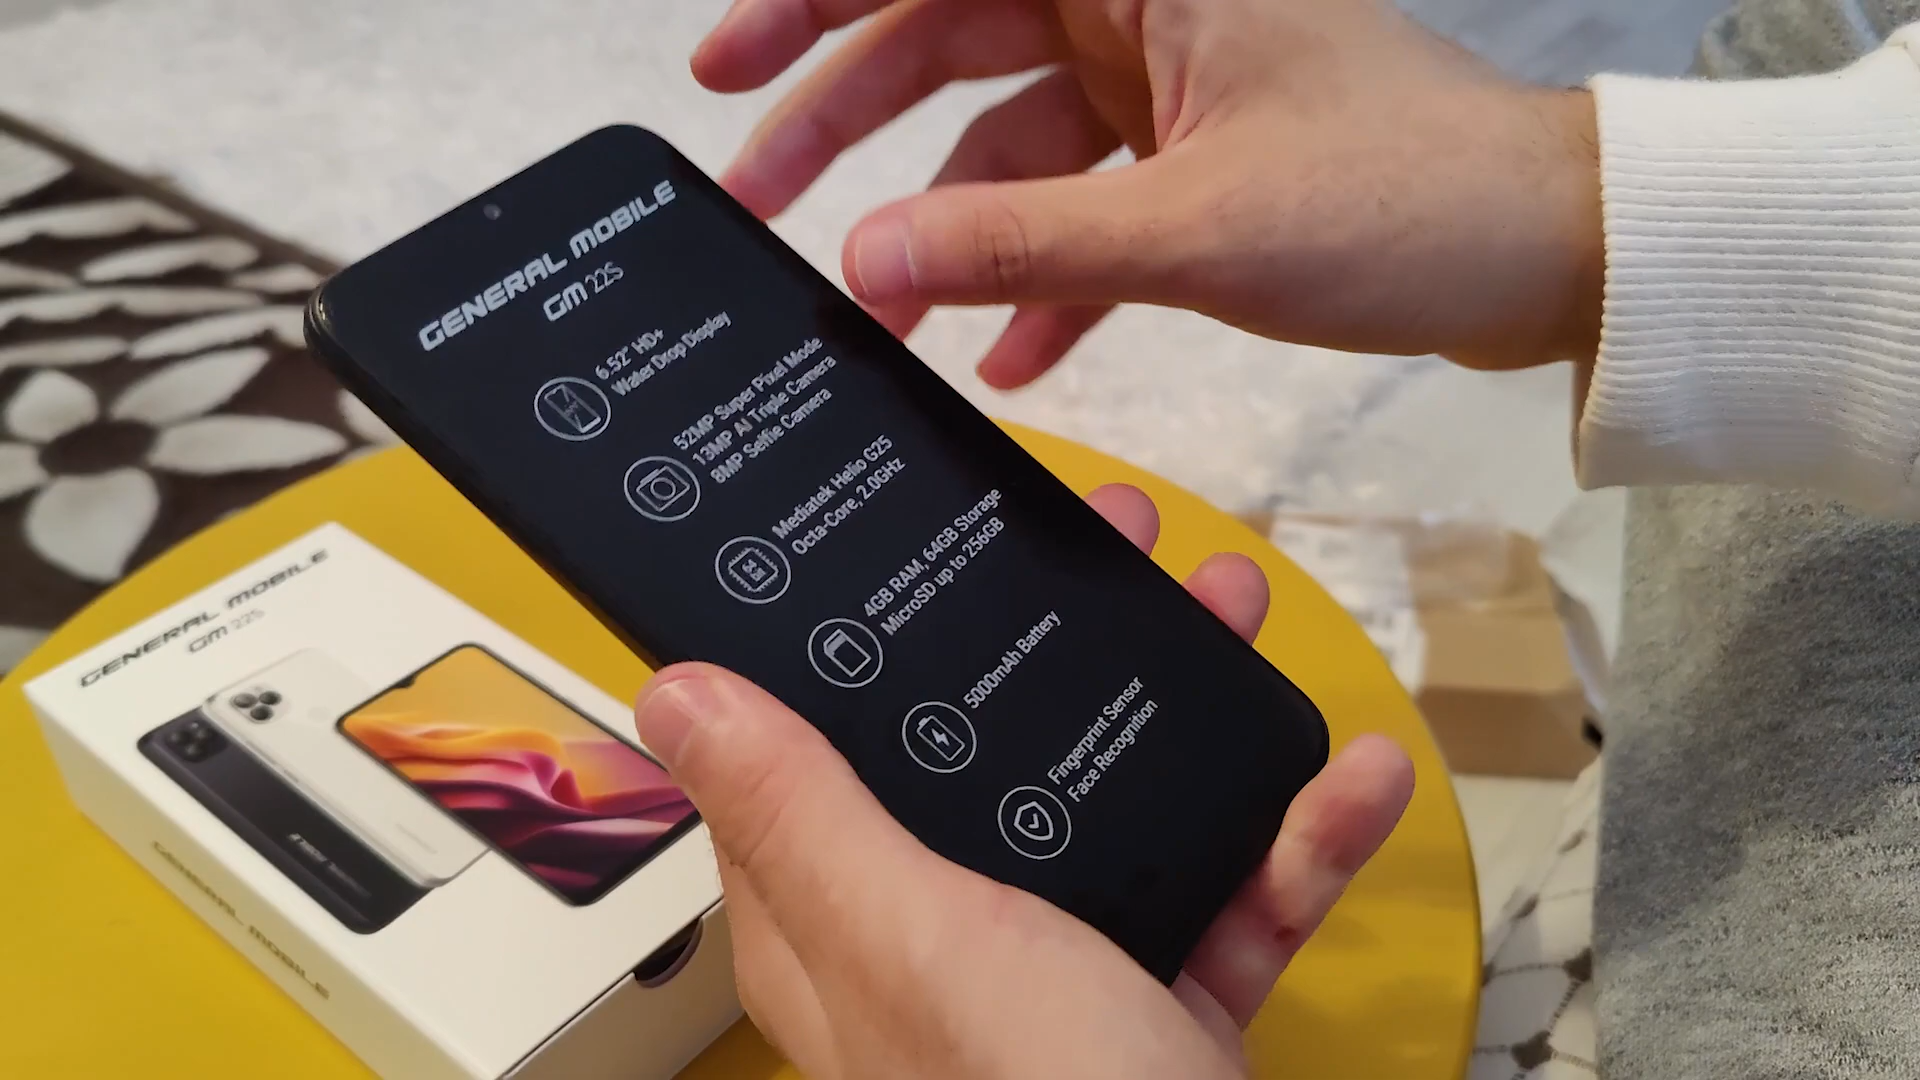 GENERAL MOBILE
GM 22S
6.52" HD+
Water Drop Display
52MP Super Pixel Mode
13MP AI Triple Camera
8MP Selfie Camera
Mediatek Helio G25
Octa-Core, 2.0GHz
64
Bit
4GB RAM, 64GB Storage
MicroSD up to 256GB
5000mAh Battery
Fingerprint Sensor
Face Recognition
GENERAL MOBILE
GM 22S
GENERAL MOBILE